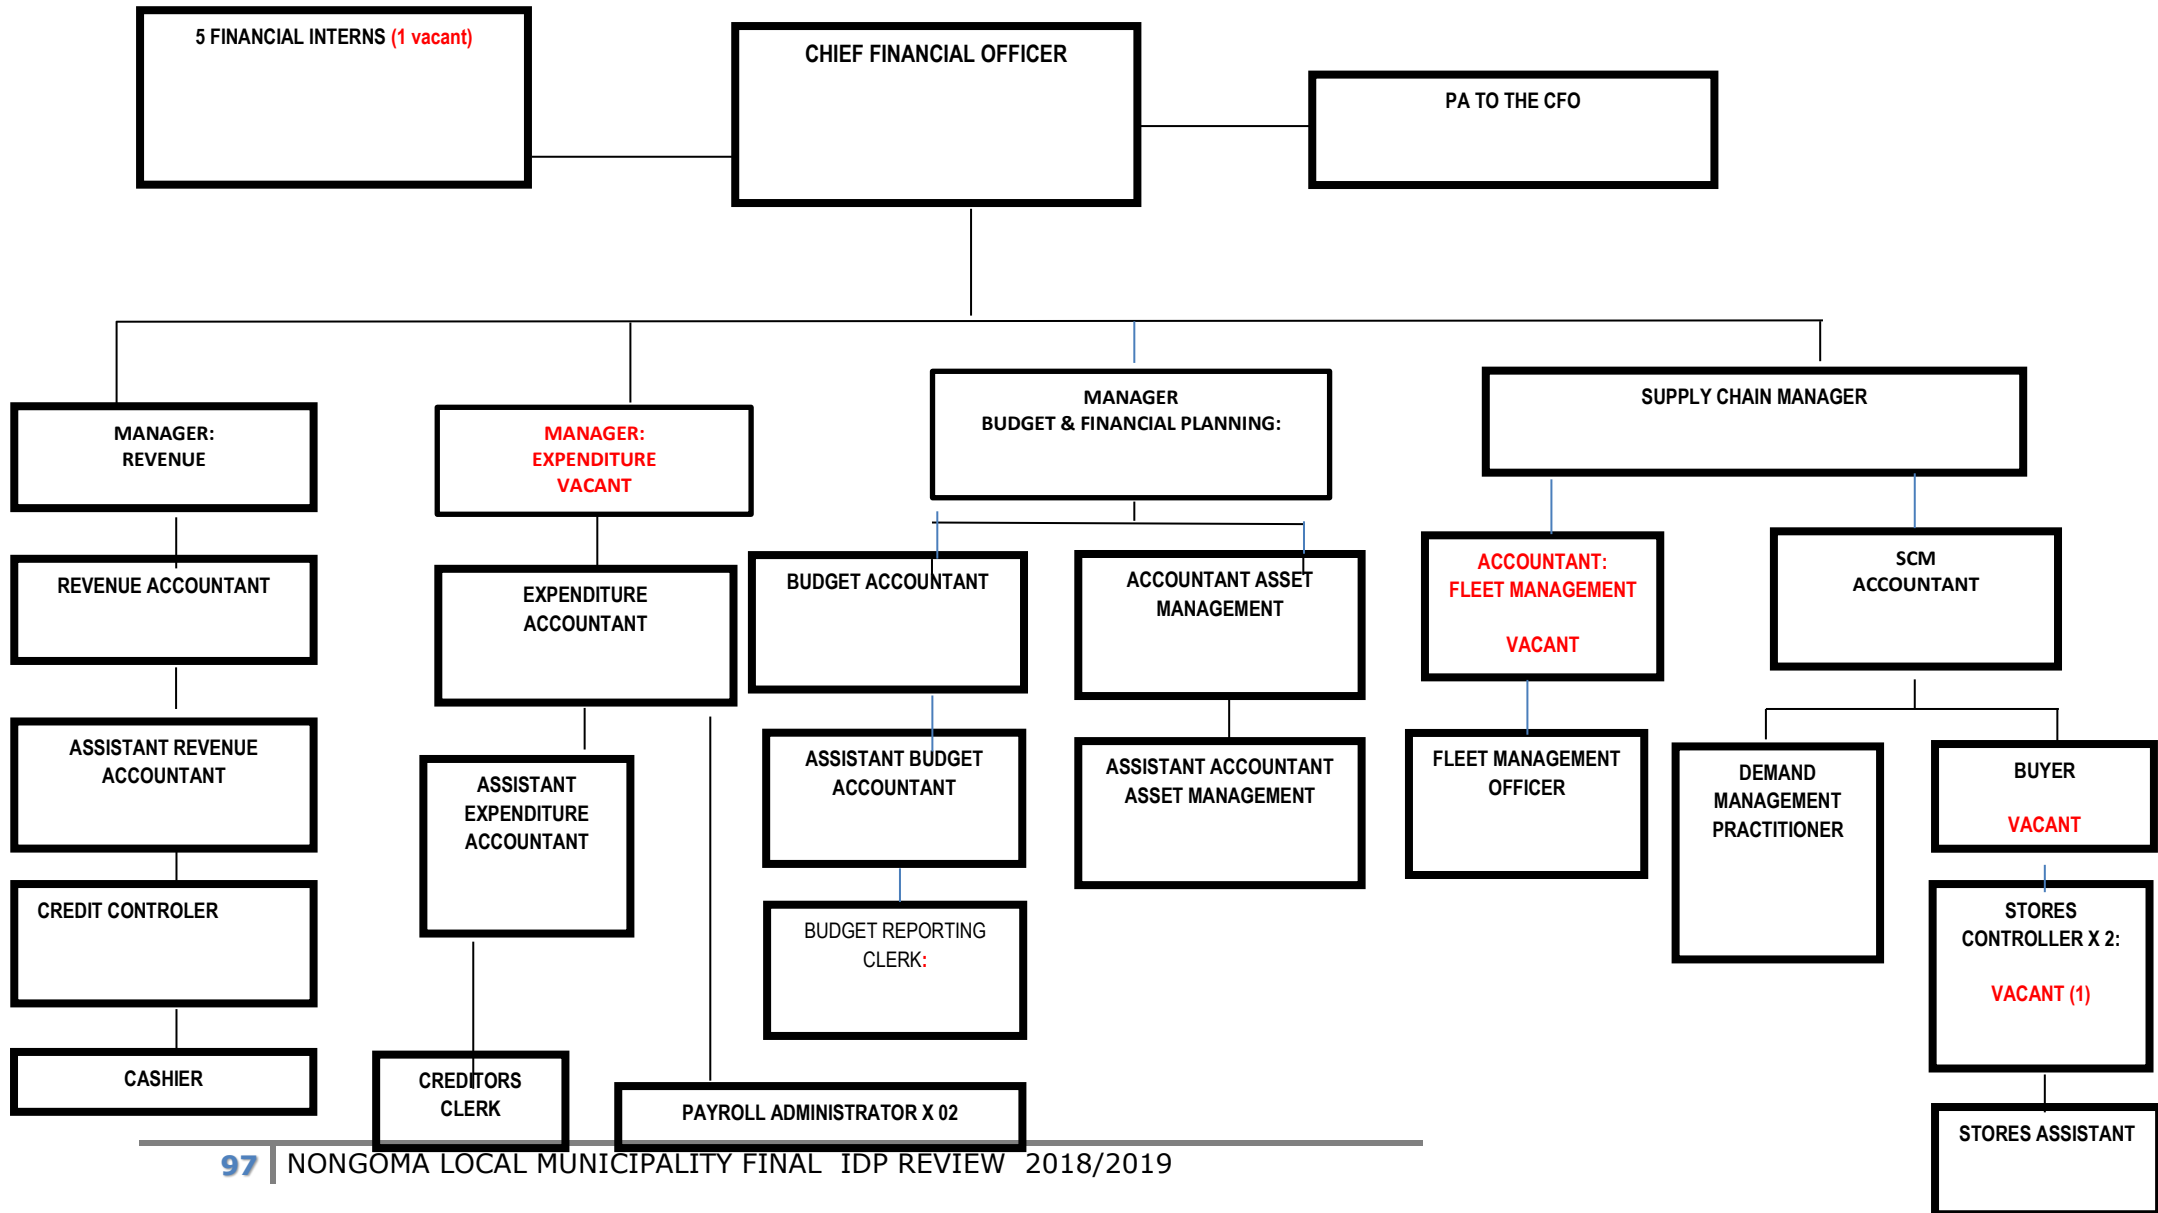 5 FINANCIAL INTERNS (1 vacant)
CHIEF FINANCIAL OFFICER
PA TO THE CFO
MANAGER:
REVENUE
MANAGER:
EXPENDITURE
VACANT
MANAGER
BUDGET & FINANCIAL PLANNING:
SUPPLY CHAIN MANAGER
REVENUE ACCOUNTANT
EXPENDITURE
ACCOUNTANT
BUDGET ACCOUNTANT
ACCOUNTANT ASSET
MANAGEMENT
ACCOUNTANT:
FLEET MANAGEMENT
VACANT
SCM
ACCOUNTANT
ASSISTANT REVENUE
ACCOUNTANT
ASSISTANT
EXPENDITURE
ACCOUNTANT
ASSISTANT BUDGET
ACCOUNTANT
ASSISTANT ACCOUNTANT
ASSET MANAGEMENT
FLEET MANAGEMENT
OFFICER
DEMAND
MANAGEMENT
PRACTITIONER
BUYER
VACANT
CREDIT CONTROLER
BUDGET REPORTING
CLERK:
STORES
CONTROLLER X 2:
VACANT (1)
CASHIER
CREDITORS
CLERK
PAYROLL ADMINISTRATOR X 02
STORES ASSISTANT
97 NONGOMA LOCAL MUNICIPALITY FINAL IDP REVIEW 2018/2019